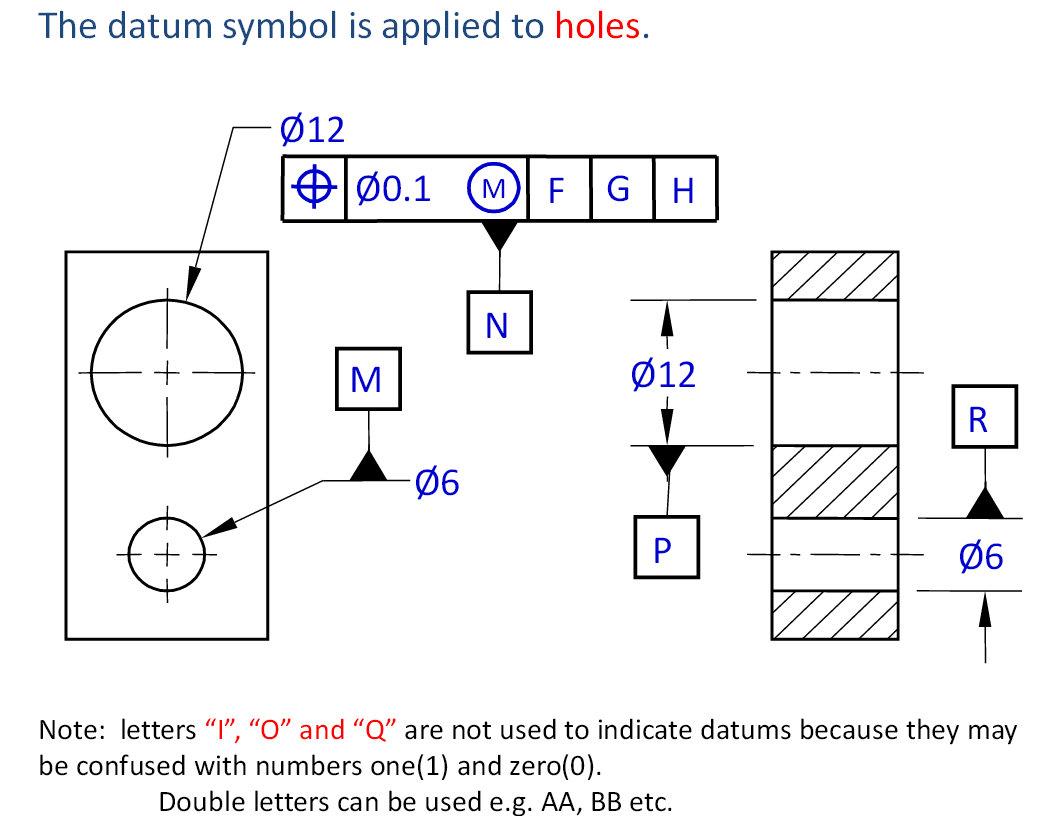 The datum symbol is applied to holes.
Ø12
⌖ Ø0.1 Ⓜ F G H
N
M
Ø12
R
Ø6
P
Ø6
Note: letters “I”, “O” and “Q” are not used to indicate datums because they may
be confused with numbers one(1) and zero(0).
Double letters can be used e.g. AA, BB etc.